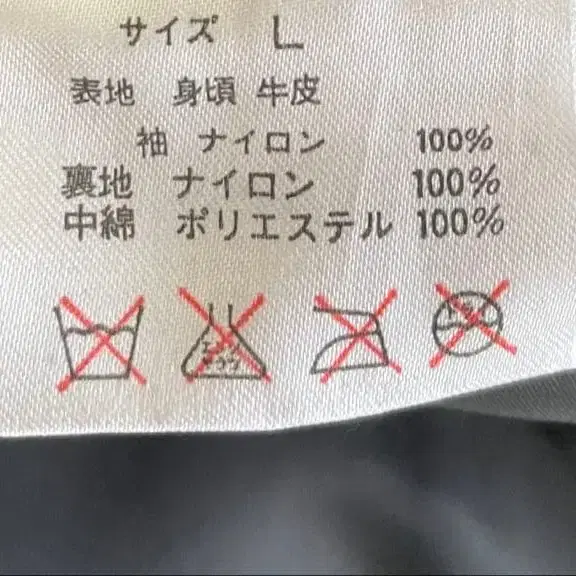 サイズ L
表地 身頃 牛皮
袖 ナイロン 100%
裏地 ナイロン 100%
中綿 ポリエステル 100%